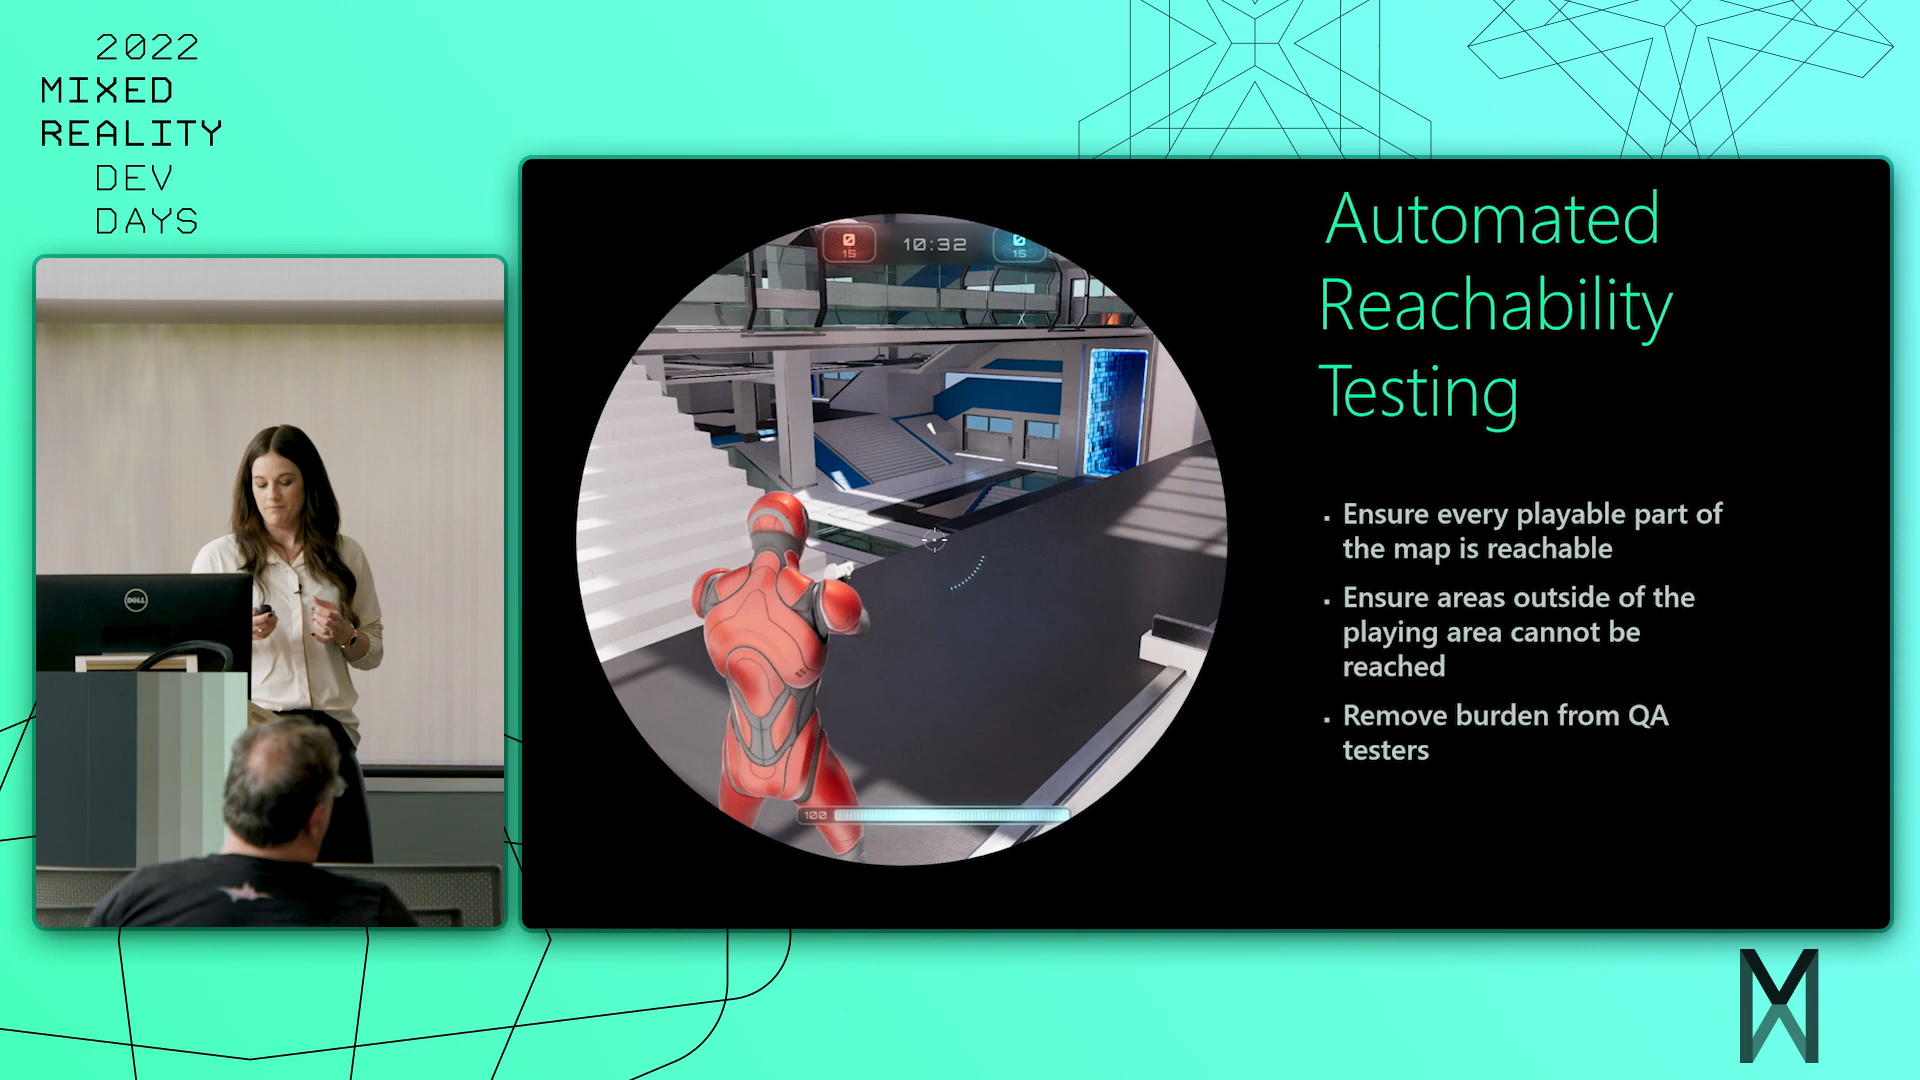 2022
MIXED
REALITY
DEV
DAYS
DELL
0
15
10:32
0
15
100
Automated
Reachability
Testing
▪ Ensure every playable part of
the map is reachable
▪ Ensure areas outside of the
playing area cannot be
reached
▪ Remove burden from QA
testers